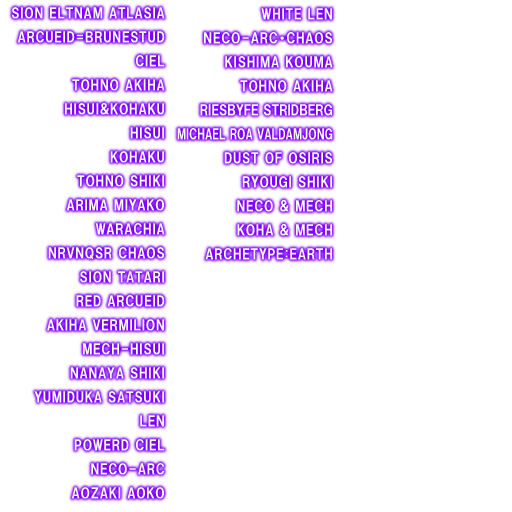 SION ELTNAM ATLASIA
ARCUEID=BRUNESTUD
CIEL
TOHNO AKIHA
HISUI&KOHAKU
HISUI
KOHAKU
TOHNO SHIKI
ARIMA MIYAKO
WARACHIA
NRVNQSR CHAOS
SION TATARI
RED ARCUEID
AKIHA VERMILION
MECH-HISUI
NANAYA SHIKI
YUMIDUKA SATSUKI
LEN
POWERD CIEL
NECO-ARC
AOZAKI AOKO
WHITE LEN
NECO-ARC·CHAOS
KISHIMA KOUMA
TOHNO AKIHA
RIESBYFE STRIDBERG
MICHAEL ROA VALDAMJONG
DUST OF OSIRIS
RYOUGI SHIKI
NECO & MECH
KOHA & MECH
ARCHETYPE:EARTH